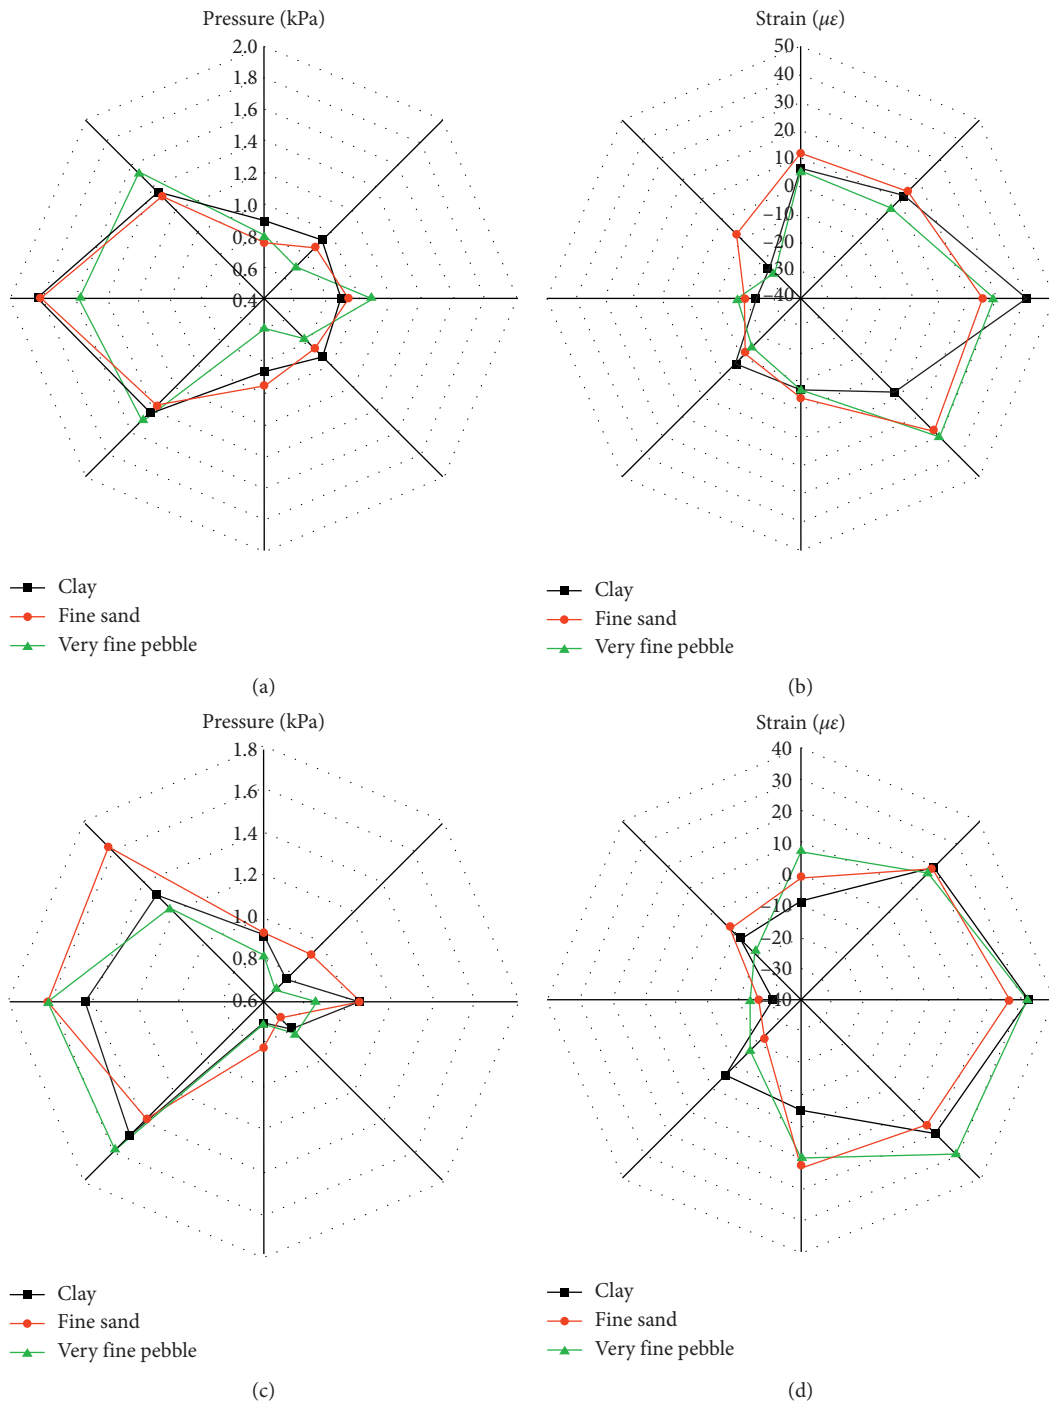 Pressure (kPa)
2.0
1.8
1.6
1.4
1.2
1.0
0.8
0.6
0.4
Clay
Fine sand
Very fine pebble
(a)
Strain (με)
50
40
30
20
10
0
–10
–20
–30
–40
Clay
Fine sand
Very fine pebble
(b)
Pressure (kPa)
1.8
1.6
1.4
1.2
1.0
0.8
0.6
Clay
Fine sand
Very fine pebble
(c)
Strain (με)
40
30
20
10
0
–10
–20
–30
Clay
Fine sand
Very fine pebble
(d)